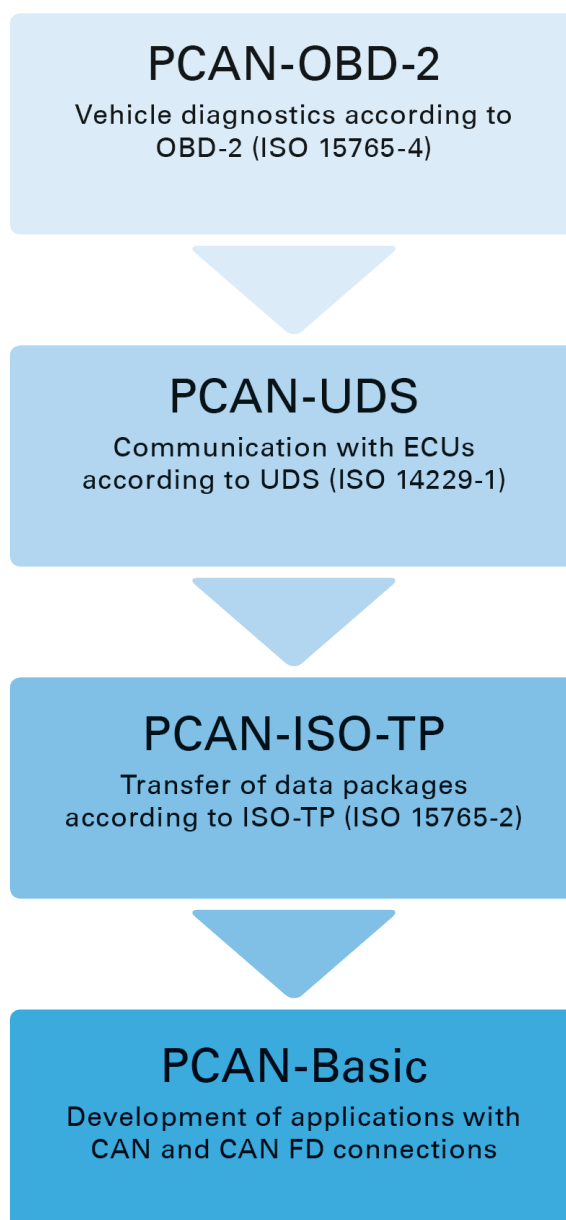 PCAN-OBD-2
Vehicle diagnostics according to
OBD-2 (ISO 15765-4)
PCAN-UDS
Communication with ECUs
according to UDS (ISO 14229-1)
PCAN-ISO-TP
Transfer of data packages
according to ISO-TP (ISO 15765-2)
PCAN-Basic
Development of applications with
CAN and CAN FD connections